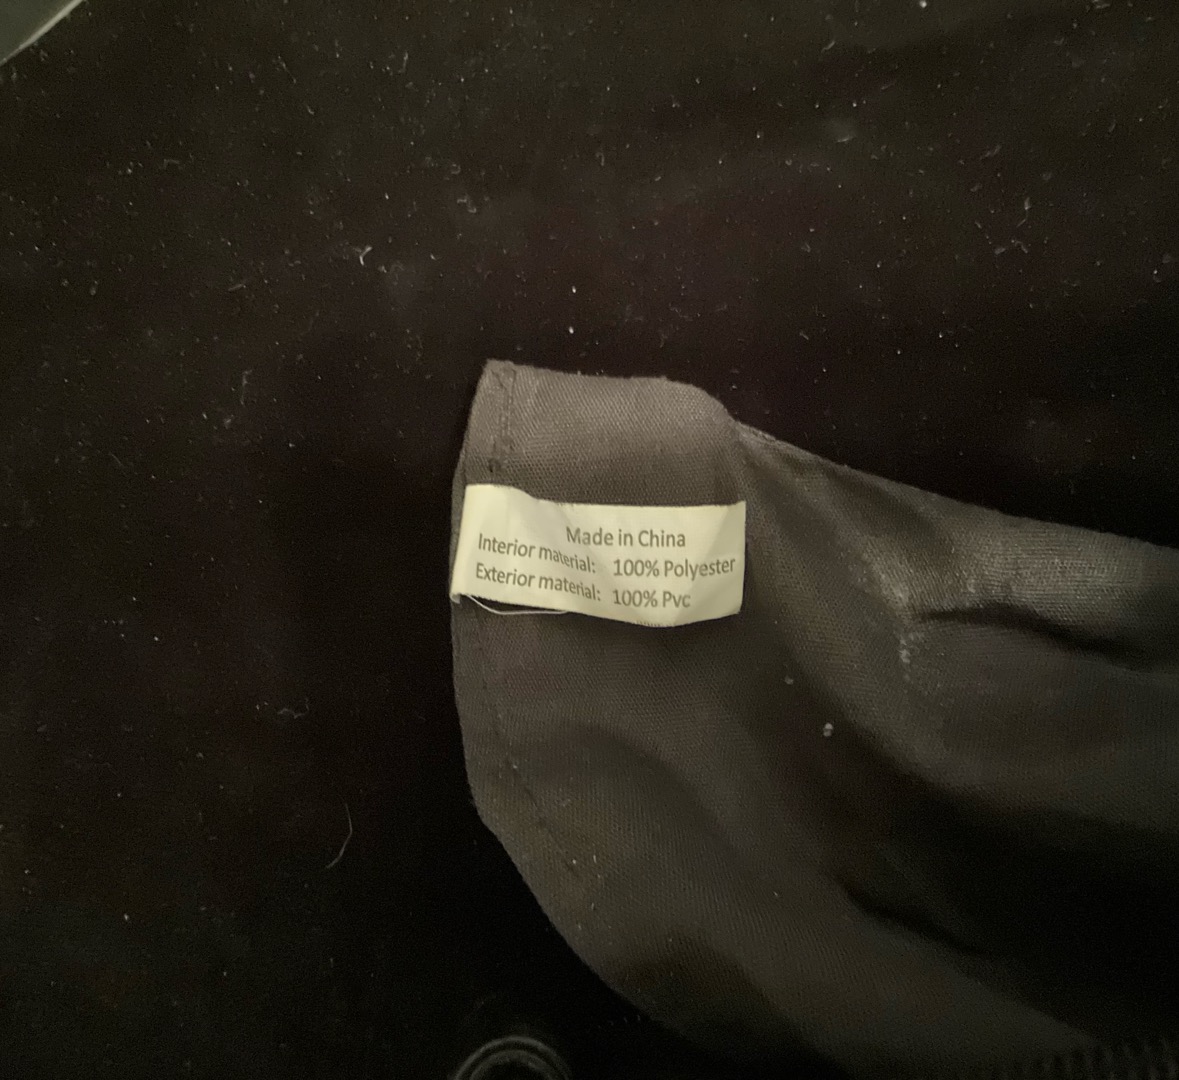 Made in China
Interior material: 100% Polyester
Exterior material: 100% Pvc